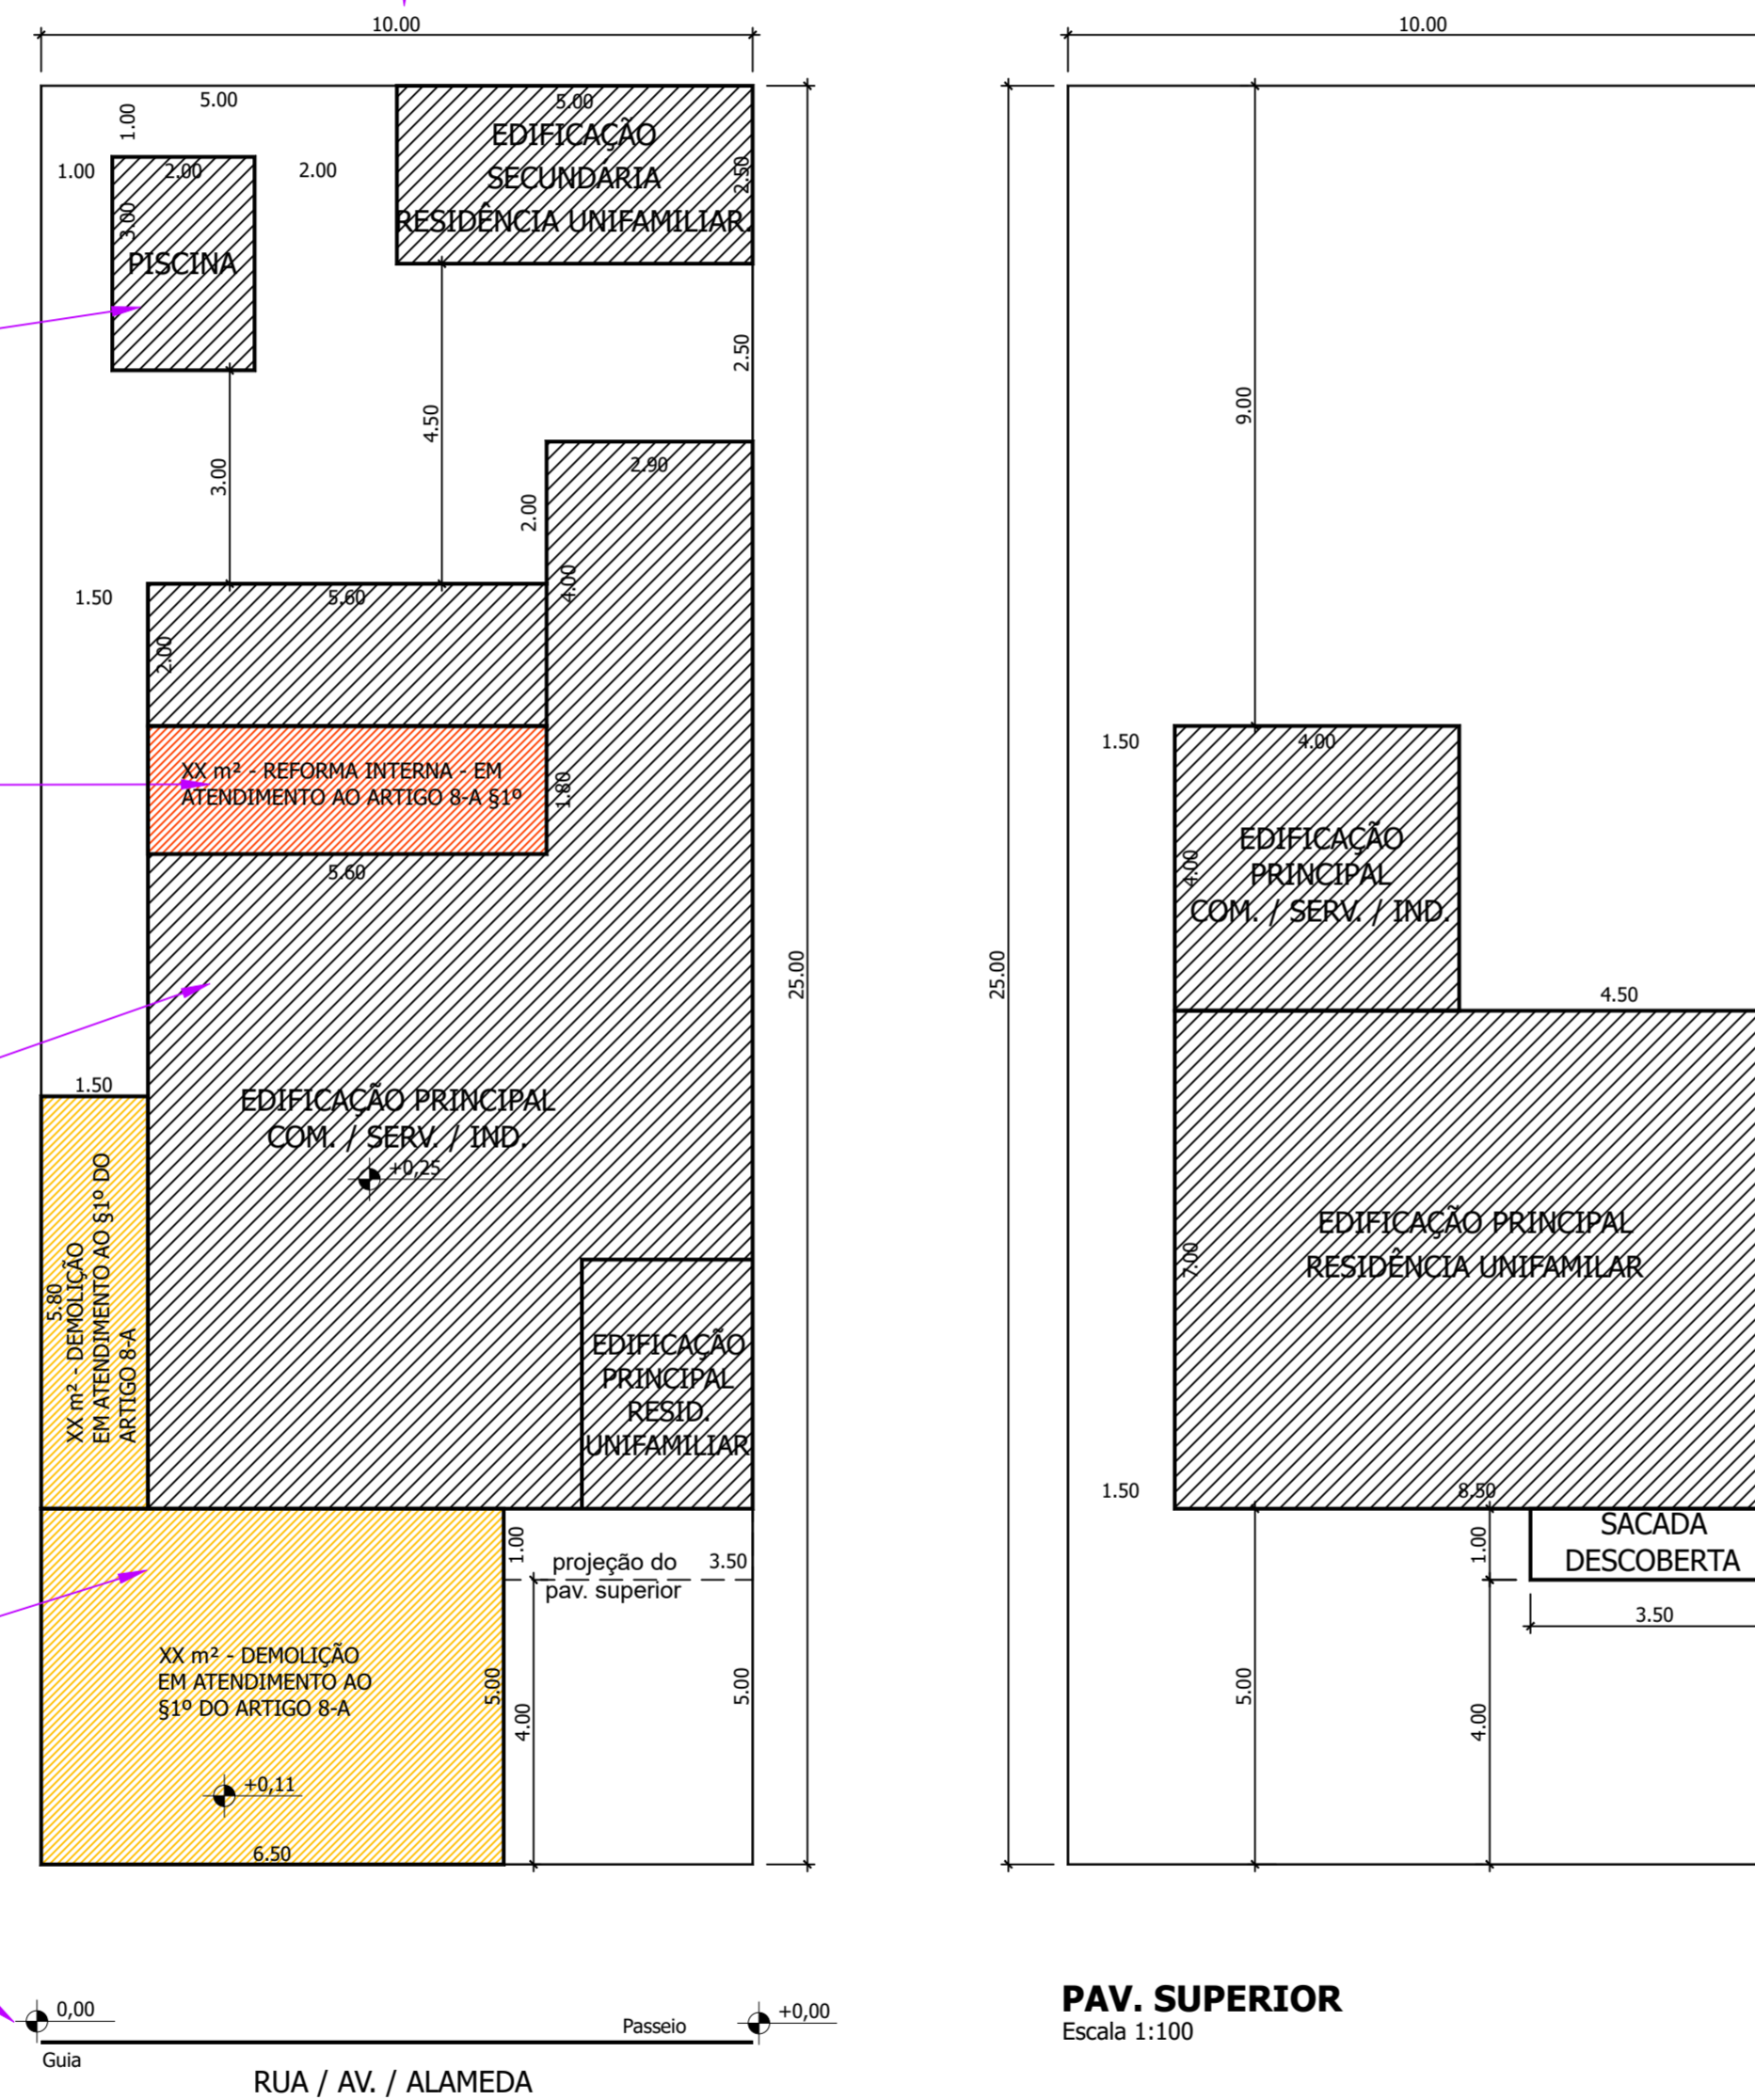 10.00
5.00
1.00
1.00
2.00
2.00
3.00
PISCINA
5.00
EDIFICAÇÃO
SECUNDÁRIA
RESIDÊNCIA UNIFAMILIAR.
2.50
2.50
4.50
3.00
2.90
2.00
4.00
1.50
5.60
2.00
XX m² - REFORMA INTERNA - EM
ATENDIMENTO AO ARTIGO 8-A §1º
1.80
5.60
25.00
1.50
EDIFICAÇÃO PRINCIPAL
COM. / SERV. / IND.
+0,25
5.80
XX m² - DEMOLIÇÃO
EM ATENDIMENTO AO §1º DO
ARTIGO 8-A
EDIFICAÇÃO
PRINCIPAL
RESID.
UNIFAMILIAR
1.00
projeção do
pav. superior
3.50
XX m² - DEMOLIÇÃO
EM ATENDIMENTO AO
§1º DO ARTIGO 8-A
5.00
4.00
5.00
+0,11
6.50
0,00
Passeio
+0,00
Guia
RUA / AV. / ALAMEDA
10.00
9.00
25.00
1.50
4.00
4.00
EDIFICAÇÃO
PRINCIPAL
COM. / SERV. / IND.
4.50
7.00
EDIFICAÇÃO PRINCIPAL
RESIDÊNCIA UNIFAMILAR
1.50
8.50
1.00
SACADA
DESCOBERTA
3.50
5.00
4.00
PAV. SUPERIOR
Escala 1:100